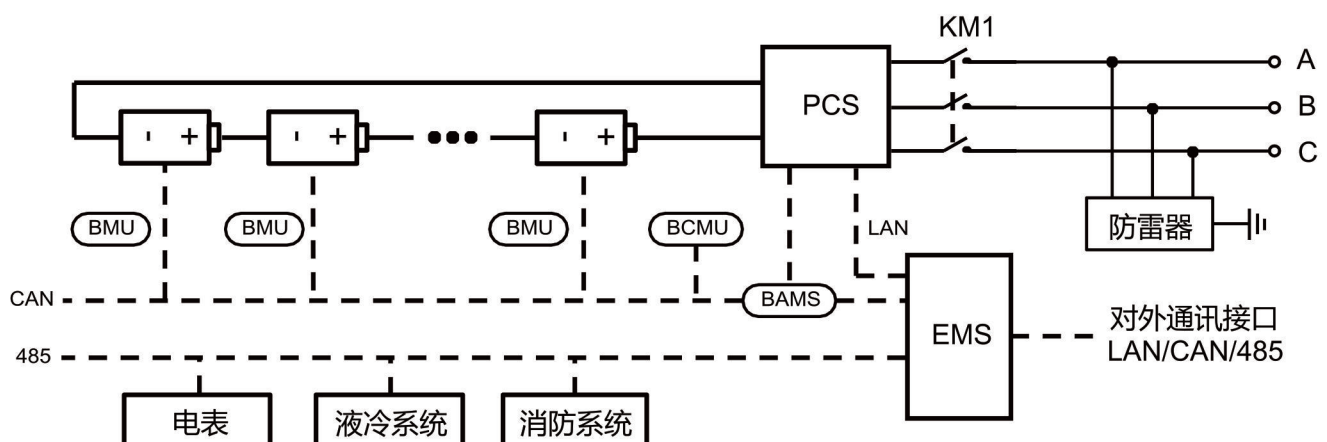 KM1
A
PCS
B
- +
- +
- +
C
BMU
BMU
BMU
BCMU
LAN
防雷器
CAN
BAMS
EMS
对外通讯接口
LAN/CAN/485
485
电表
液冷系统
消防系统